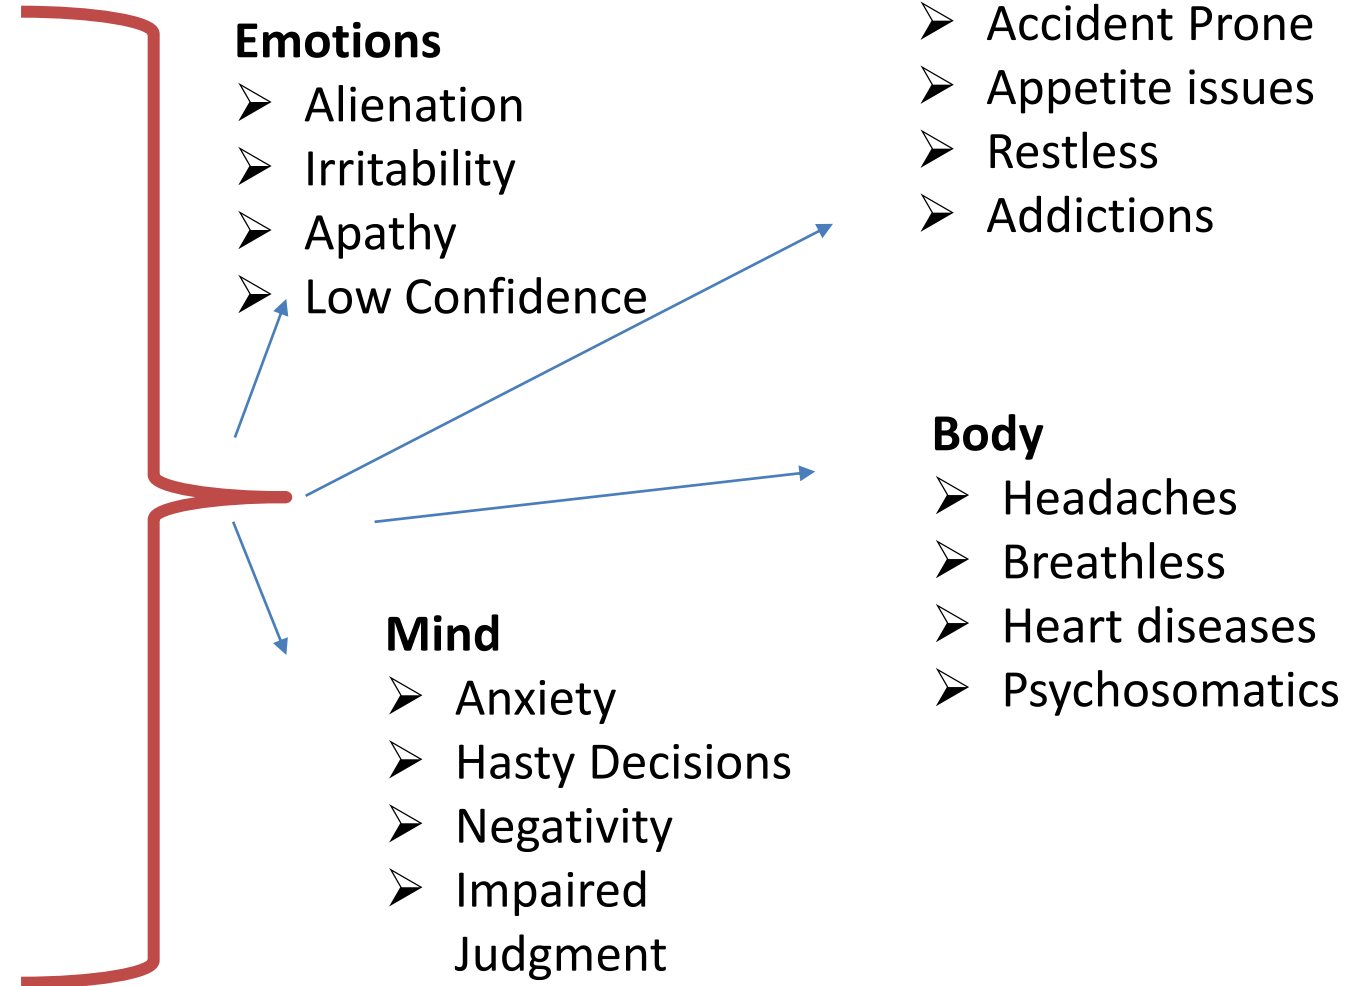 Emotions
Alienation
Irritability
Apathy
Low Confidence
Accident Prone
Appetite issues
Restless
Addictions
Body
Headaches
Breathless
Heart diseases
Psychosomatics
Mind
Anxiety
Hasty Decisions
Negativity
Impaired
Judgment